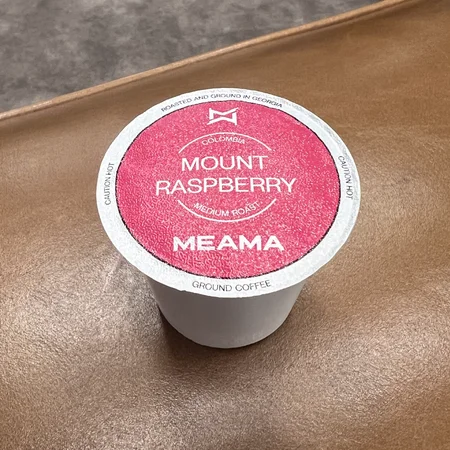 ROASTED AND GROUND IN GEORGIA
COLOMBIA
MOUNT
RASPBERRY
MEDIUM ROAST
MEAMA
CAUTION HOT
CAUTION HOT
GROUND COFFEE